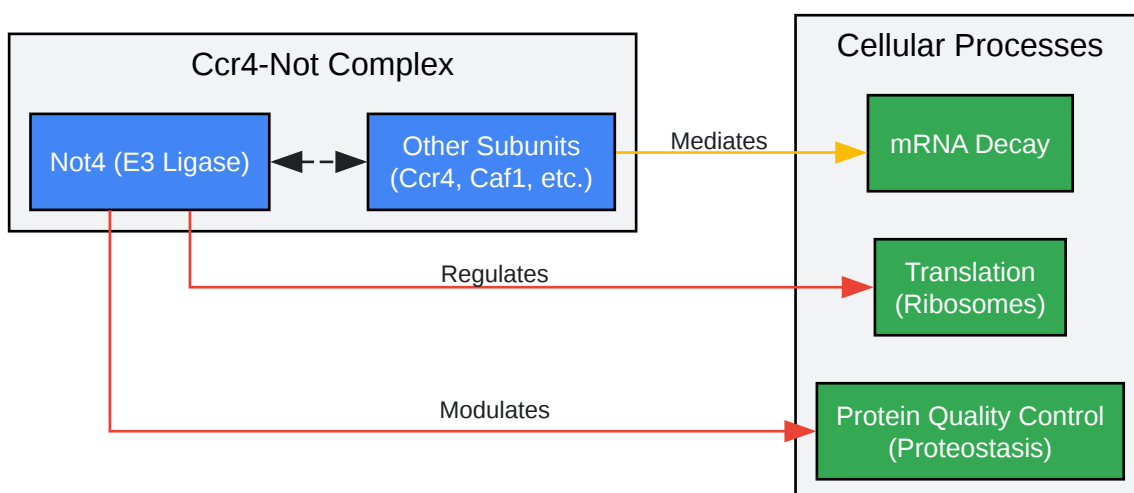 Ccr4-Not Complex
Not4 (E3 Ligase)
Other Subunits
(Ccr4, Caf1, etc.)
Mediates
Cellular Processes
mRNA Decay
Regulates
Translation
(Ribosomes)
Modulates
Protein Quality Control
(Proteostasis)